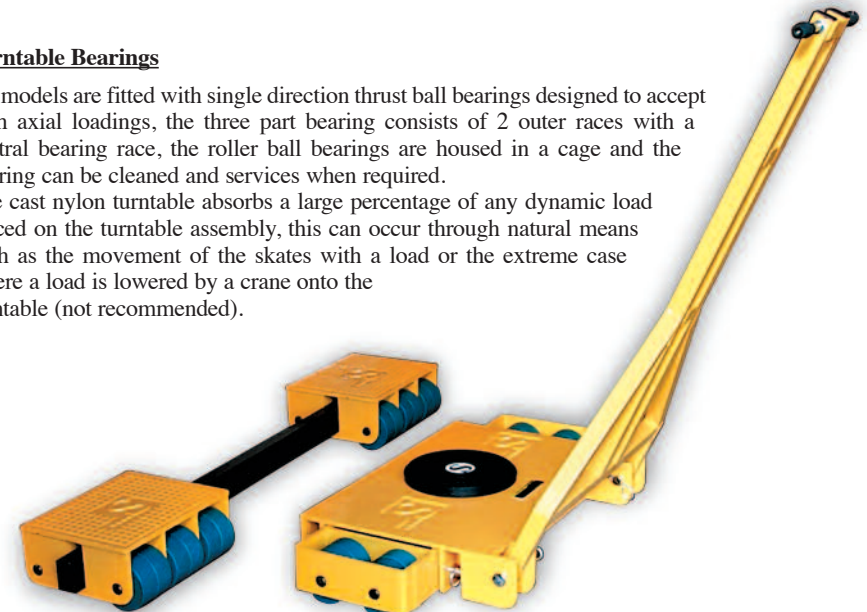 rntable Bearings
models are fitted with single direction thrust ball bearings designed to accept
axial loadings, the three part bearing consists of 2 outer races with a
tral bearing race, the roller ball bearings are housed in a cage and the
ring can be cleaned and services when required.
cast nylon turntable absorbs a large percentage of any dynamic load
ced on the turntable assembly, this can occur through natural means
h as the movement of the skates with a load or the extreme case
ere a load is lowered by a crane onto the
ntable (not recommended).